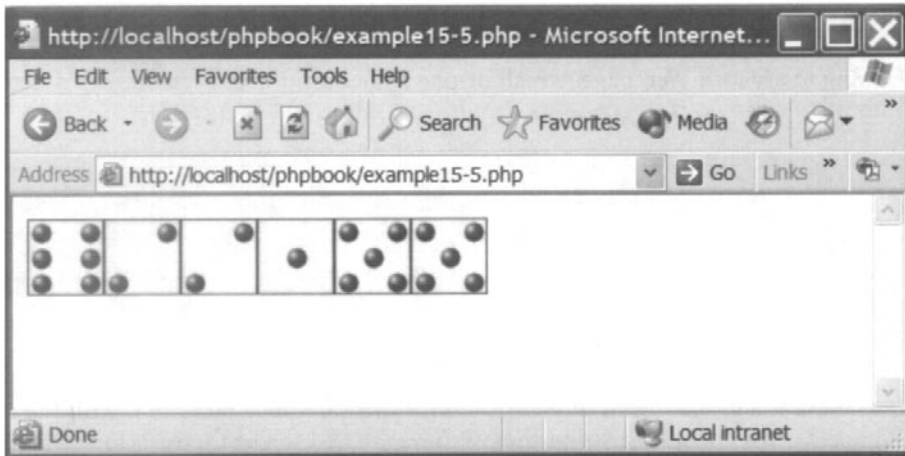 http://localhost/phpbook/example15-5.php - Microsoft Internet...
File Edit View Favorites Tools Help
Back Search Favorites Media »
Address http://localhost/phpbook/example15-5.php Go Links »
Done Local intranet